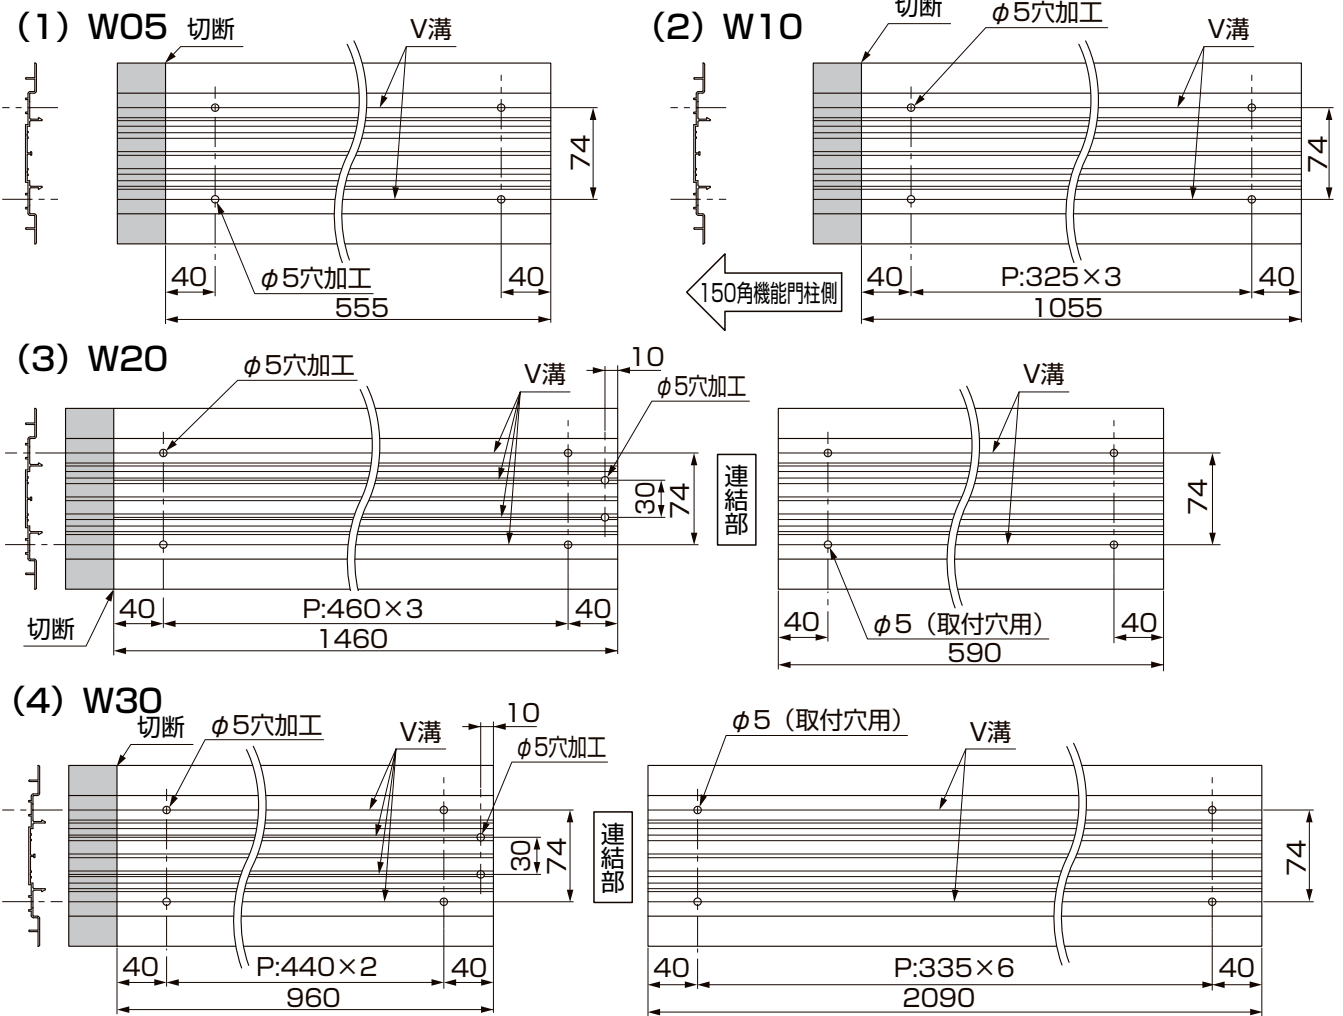 (1) W05
切断
V溝
74
40
φ5穴加工
40
555
(2) W10
切断
φ5穴加工
V溝
74
150角機能門柱側
40
P:325×3
40
1055
(3) W20
φ5穴加工
V溝
10
φ5穴加工
30
74
連結部
切断
40
P:460×3
40
1460
V溝
74
40
φ5（取付穴用）
40
590
(4) W30
切断
φ5穴加工
V溝
10
φ5穴加工
30
74
連結部
40
P:440×2
40
960
φ5（取付穴用）
V溝
74
40
P:335×6
40
2090